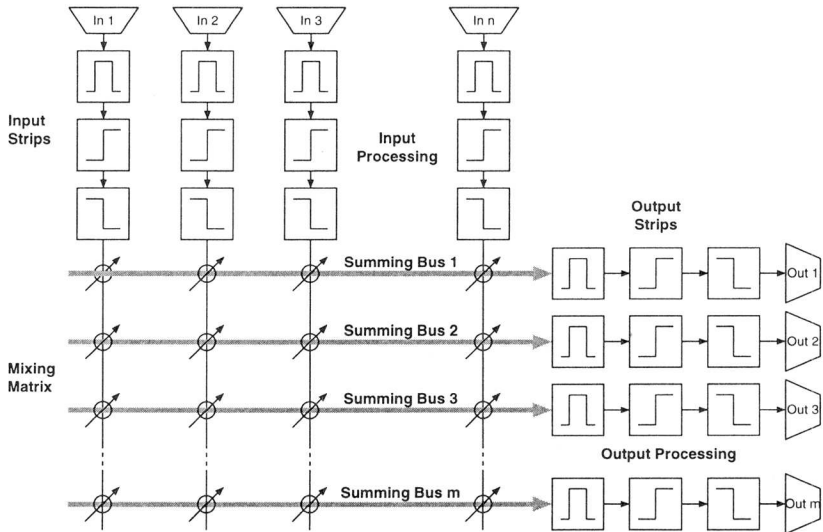 In 1
In 2
In 3
In n
Input
Strips
Input
Processing
Output
Strips
Summing Bus 1
Out 1
Summing Bus 2
Out 2
Mixing
Matrix
Summing Bus 3
Out 3
Output Processing
Summing Bus m
Out m